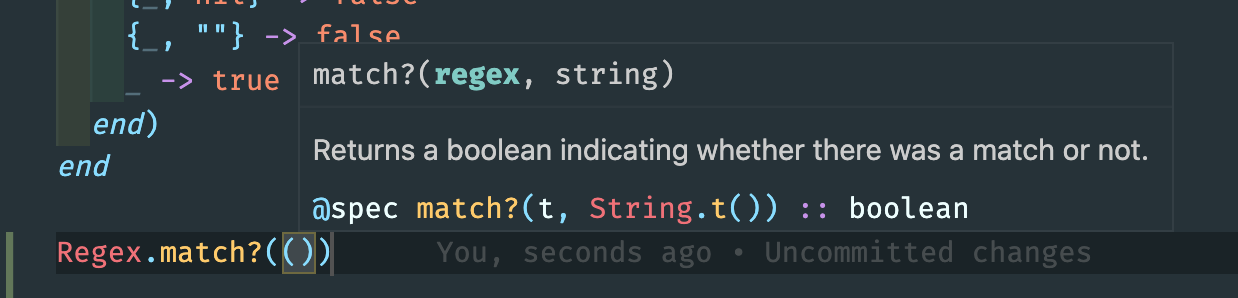 {_, nil} -> false
{_, ""} -> false
_ -> true
end)
end
match?(regex, string)
Returns a boolean indicating whether there was a match or not.
@spec match?(t, String.t()) :: boolean
Regex.match?(()) You, seconds ago • Uncommitted changes